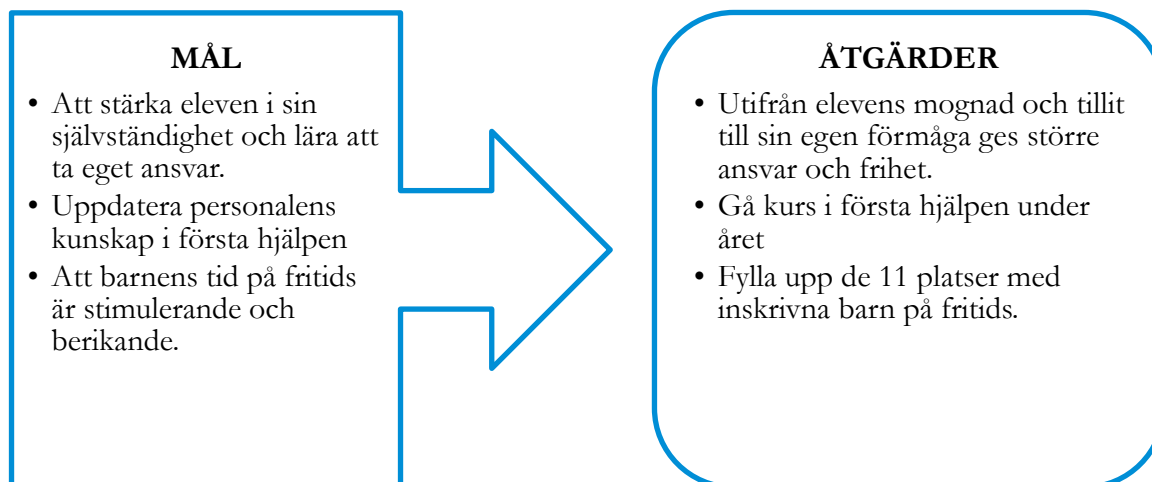 MÅL
• Att stärka eleven i sin
självständighet och lära att
ta eget ansvar.
• Uppdatera personalens
kunskap i första hjälpen
• Att barnens tid på fritids
är stimulerande och
berikande.
ÅTGÄRDER
• Utifrån elevens mognad och tillit
till sin egen förmåga ges större
ansvar och frihet.
• Gå kurs i första hjälpen under
året
• Fylla upp de 11 platser med
inskrivna barn på fritids.